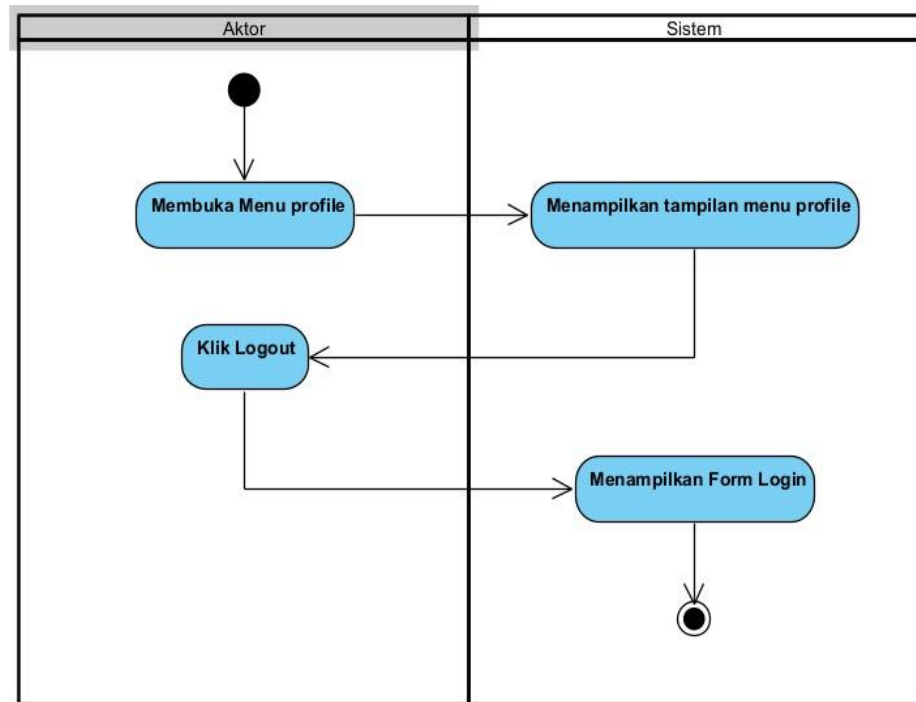 Aktor
Sistem
Membuka Menu profile
Menampilkan tampilan menu profile
Klik Logout
Menampilkan Form Login